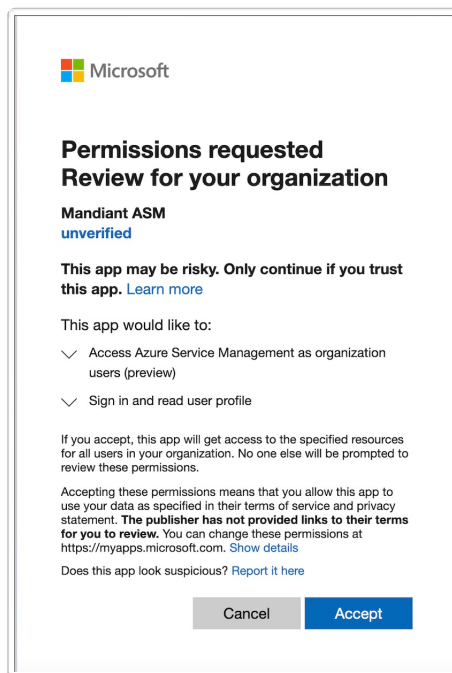 Microsoft
Permissions requested
Review for your organization
Mandiant ASM
unverified
This app may be risky. Only continue if you trust
this app. Learn more
This app would like to:
Access Azure Service Management as organization
users (preview)
Sign in and read user profile
If you accept, this app will get access to the specified resources
for all users in your organization. No one else will be prompted to
review these permissions.
Accepting these permissions means that you allow this app to
use your data as specified in their terms of service and privacy
statement. The publisher has not provided links to their terms
for you to review. You can change these permissions at
https://myapps.microsoft.com. Show details
Does this app look suspicious? Report it here
Cancel Accept